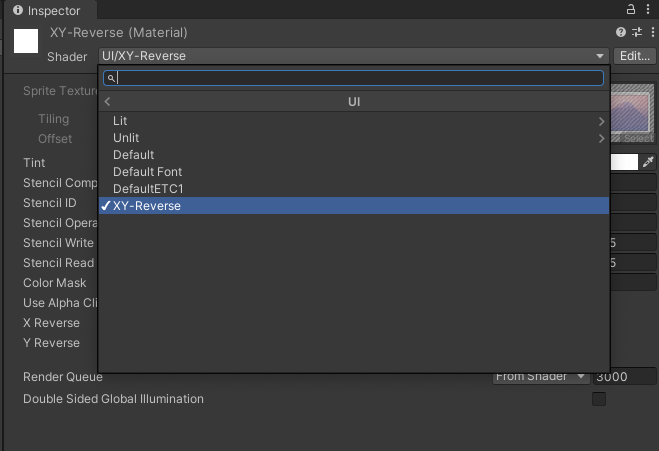 Inspector
XY-Reverse (Material)
Shader UI/XY-Reverse Edit...
Sprite Texture
UI
Tiling
Lit
Offset
Unlit
Select
Default
Tint
Default Font
Stencil Comp
DefaultETC1
Stencil ID
XY-Reverse
Stencil Opera
Stencil Write
5
Stencil Read
5
Color Mask
Use Alpha Cli
X Reverse
Y Reverse
Render Queue From Shader 3000
Double Sided Global Illumination